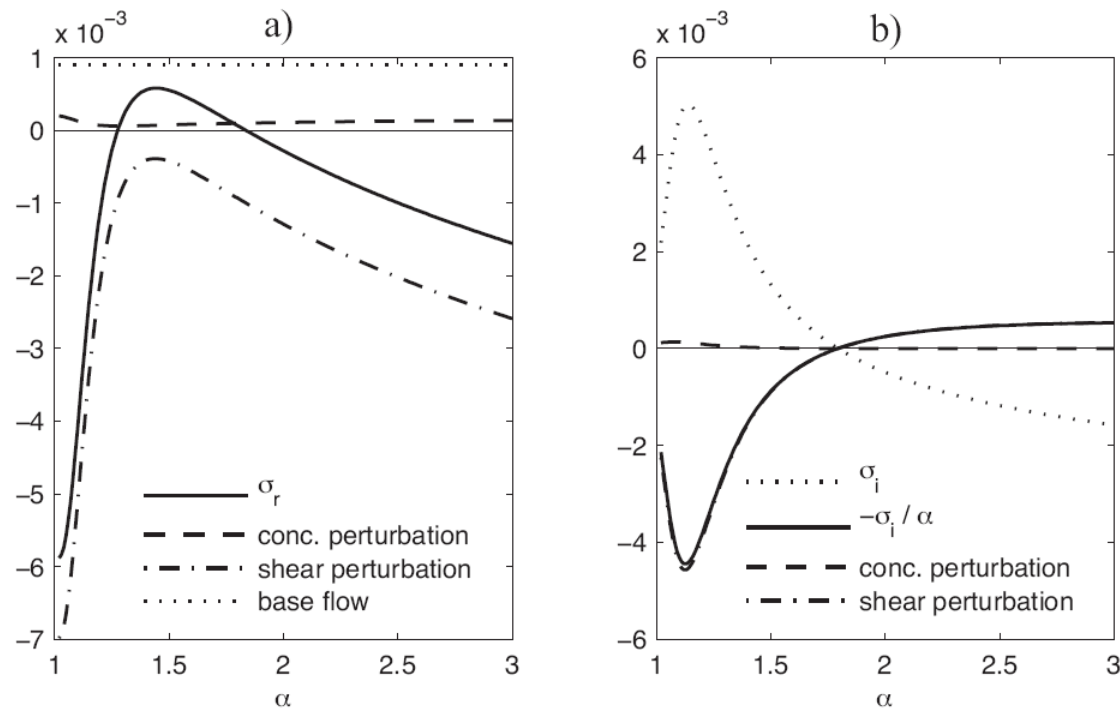 a)
x 10⁻³
1
0
−1
−2
−3
−4
−5
−6
−7
σr
conc. perturbation
shear perturbation
base flow
1
1.5
2
2.5
3
α
b)
x 10⁻³
6
4
2
0
−2
−4
−6
σi
−σi / α
conc. perturbation
shear perturbation
1
1.5
2
2.5
3
α